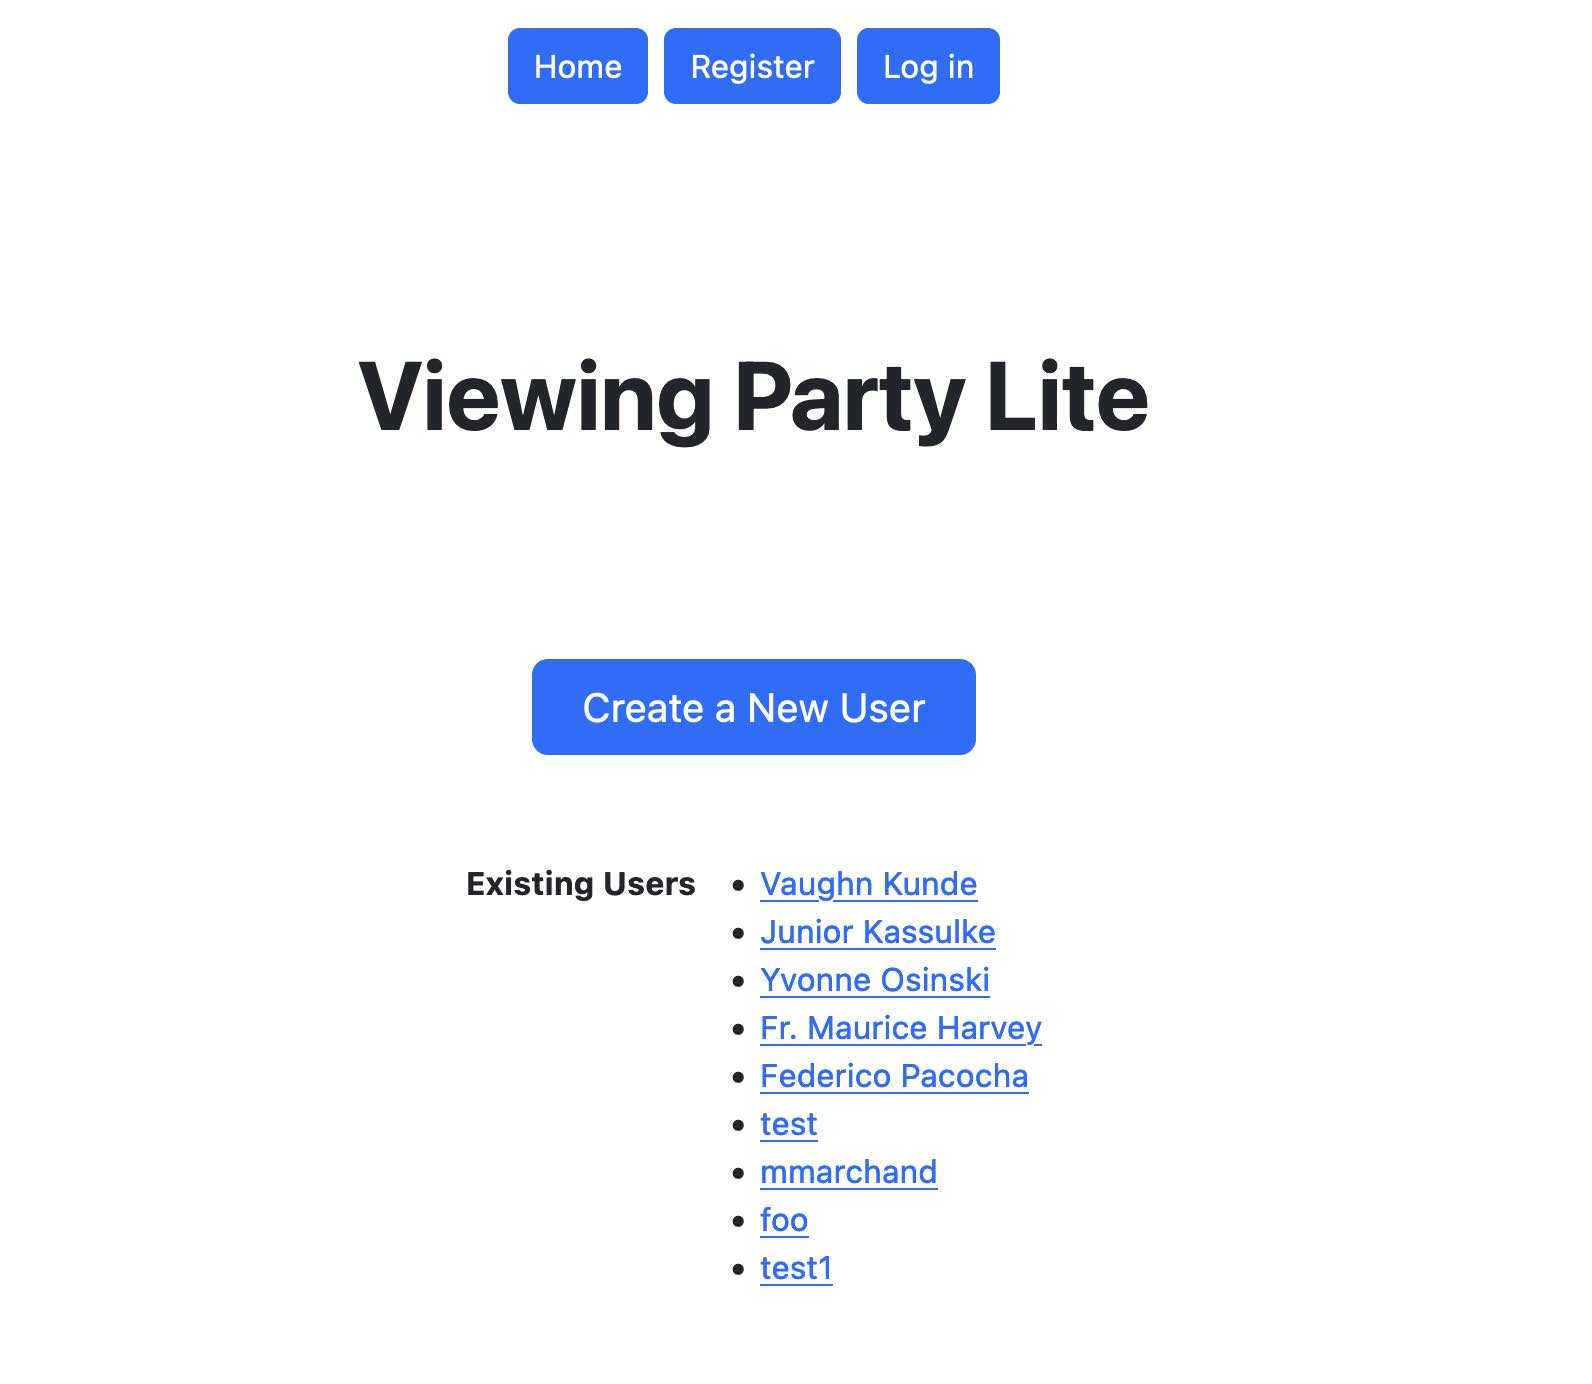 Home Register Log in
Viewing Party Lite
Create a New User
Existing Users
Vaughn Kunde
Junior Kassulke
Yvonne Osinski
Fr. Maurice Harvey
Federico Pacocha
test
mmarchand
foo
test1